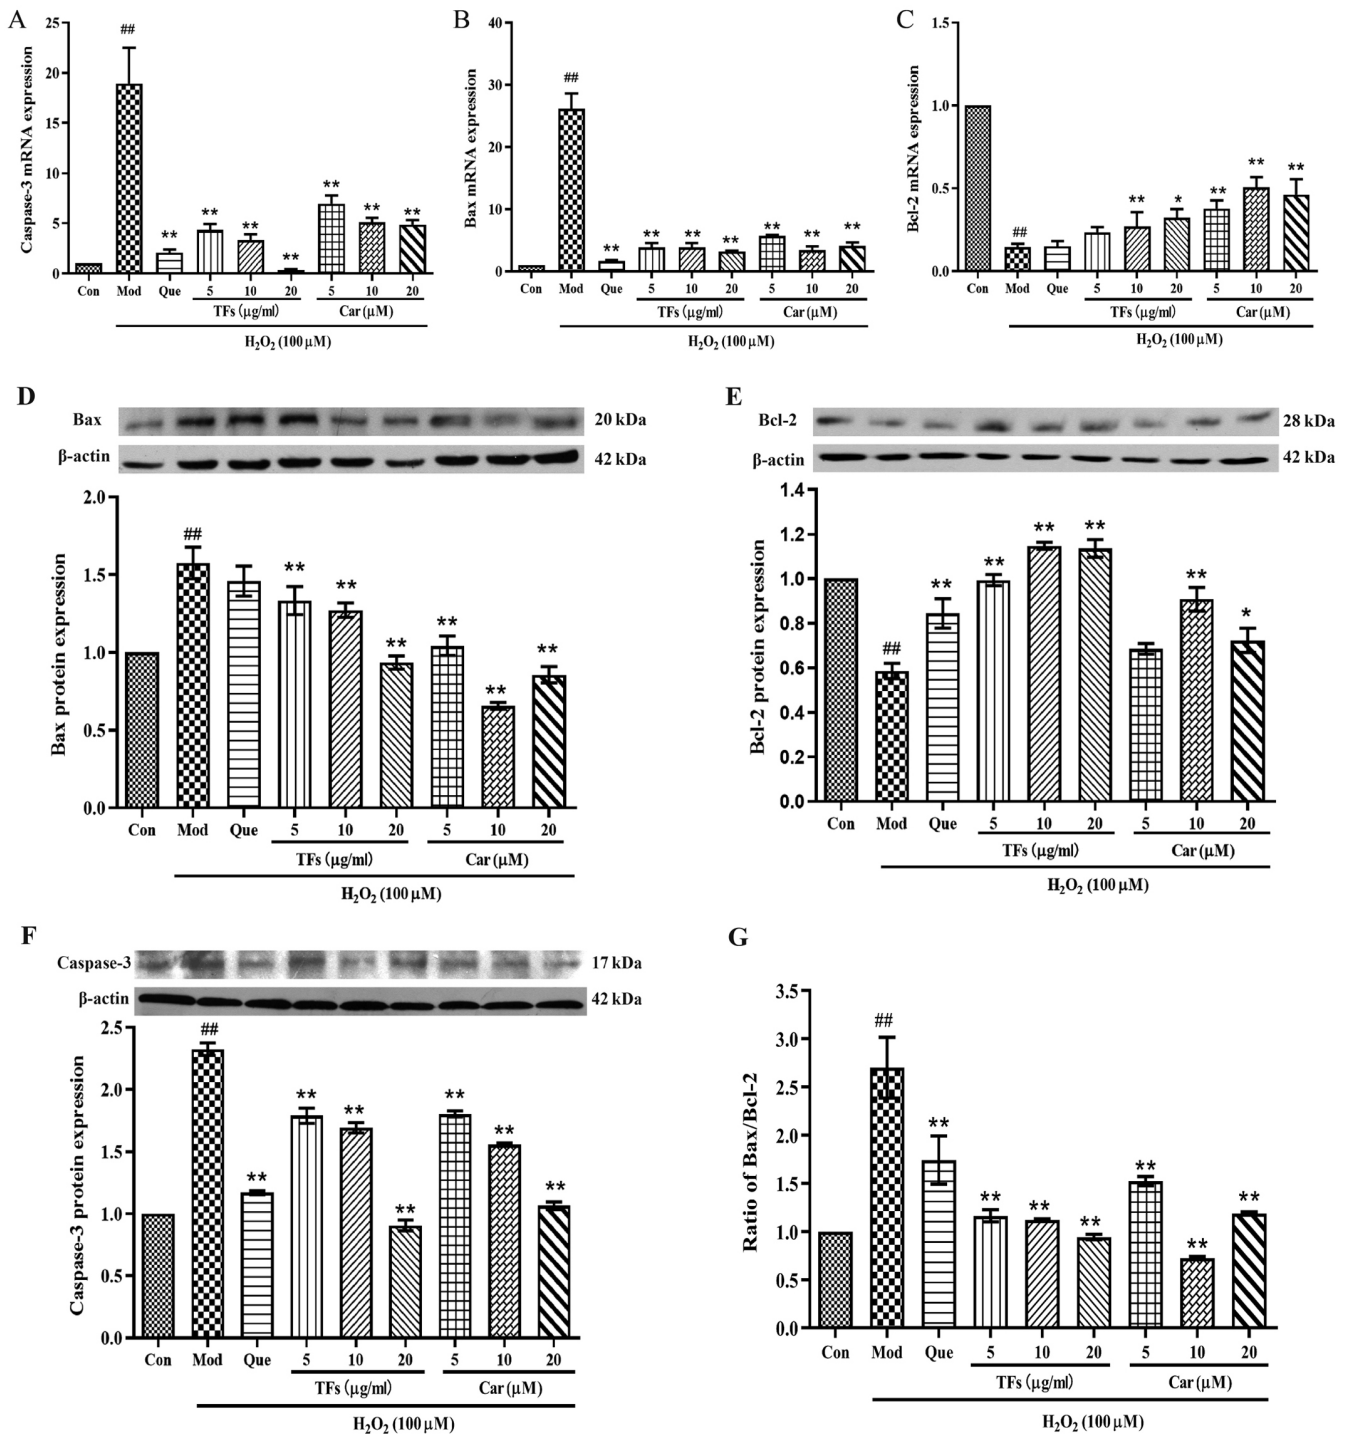 A
Caspase-3 mRNA expression
25
20
15
10
5
0
##
**
**
**
**
**
**
**
Con Mod Que 5 10 20 5 10 20
TFs (μg/ml) Car (μM)
H₂O₂ (100 μM)
B
Bax mRNA expression
40
30
20
10
0
##
**
**
**
**
**
**
**
Con Mod Que 5 10 20 5 10 20
TFs (μg/ml) Car (μM)
H₂O₂ (100 μM)
C
Bcl-2 mRNA espression
1.5
1.0
0.5
0.0
##
**
*
**
**
**
Con Mod Que 5 10 20 5 10 20
TFs (μg/ml) Car (μM)
H₂O₂ (100 μM)
D
Bax 20 kDa
β-actin 42 kDa
Bax protein expression
2.0
1.5
1.0
0.5
0.0
##
**
**
**
**
**
**
Con Mod Que 5 10 20 5 10 20
TFs (μg/ml) Car (μM)
H₂O₂ (100 μM)
E
Bcl-2 28 kDa
β-actin 42 kDa
Bcl-2 protein expression
1.4
1.2
1.0
0.8
0.6
0.4
0.2
0.0
##
**
**
**
**
**
*
Con Mod Que 5 10 20 5 10 20
TFs (μg/ml) Car (μM)
H₂O₂ (100 μM)
F
Caspase-3 17 kDa
β-actin 42 kDa
Caspase-3 protein expression
2.5
2.0
1.5
1.0
0.5
0.0
##
**
**
**
**
**
**
**
Con Mod Que 5 10 20 5 10 20
TFs (μg/ml) Car (μM)
H₂O₂ (100 μM)
G
Ratio of Bax/Bcl-2
3.5
3.0
2.5
2.0
1.5
1.0
0.5
0.0
##
**
**
**
**
**
**
**
Con Mod Que 5 10 20 5 10 20
TFs (μg/ml) Car (μM)
H₂O₂ (100 μM)